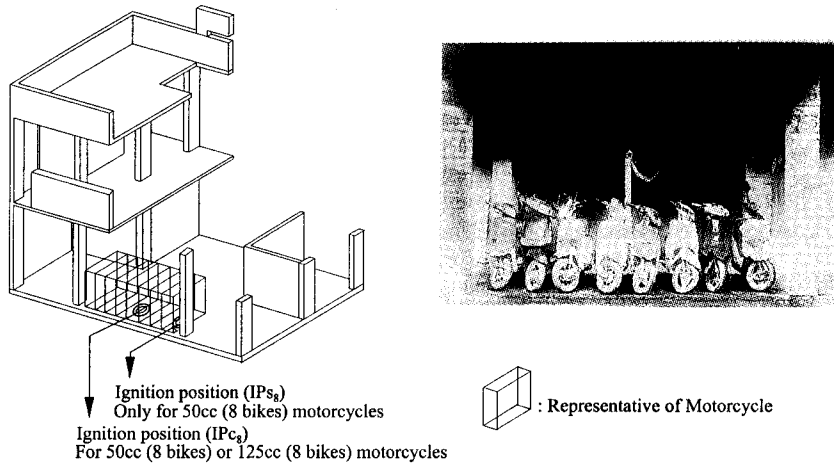 Ignition position (IPs₈)
Only for 50cc (8 bikes) motorcycles
Ignition position (IPc₈)
For 50cc (8 bikes) or 125cc (8 bikes) motorcycles
: Representative of Motorcycle